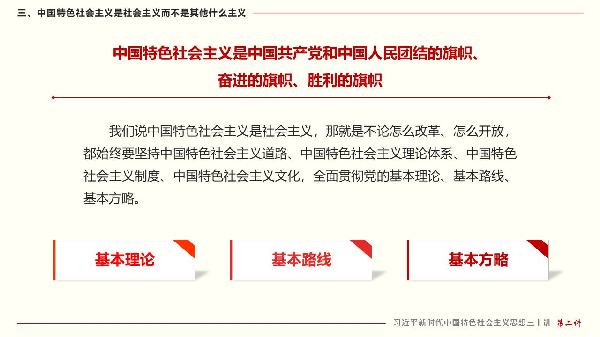 三、中国特色社会主义是社会主义而不是其他什么主义
中国特色社会主义是中国共产党和中国人民团结的旗帜、
奋进的旗帜、胜利的旗帜
我们说中国特色社会主义是社会主义，那就是不论怎么改革、怎么开放，
都始终要坚持中国特色社会主义道路、中国特色社会主义理论体系、中国特色
社会主义制度、中国特色社会主义文化，全面贯彻党的基本理论、基本路线、
基本方略。
基本理论
基本路线
基本方略
习近平新时代中国特色社会主义思想三十讲 第二讲